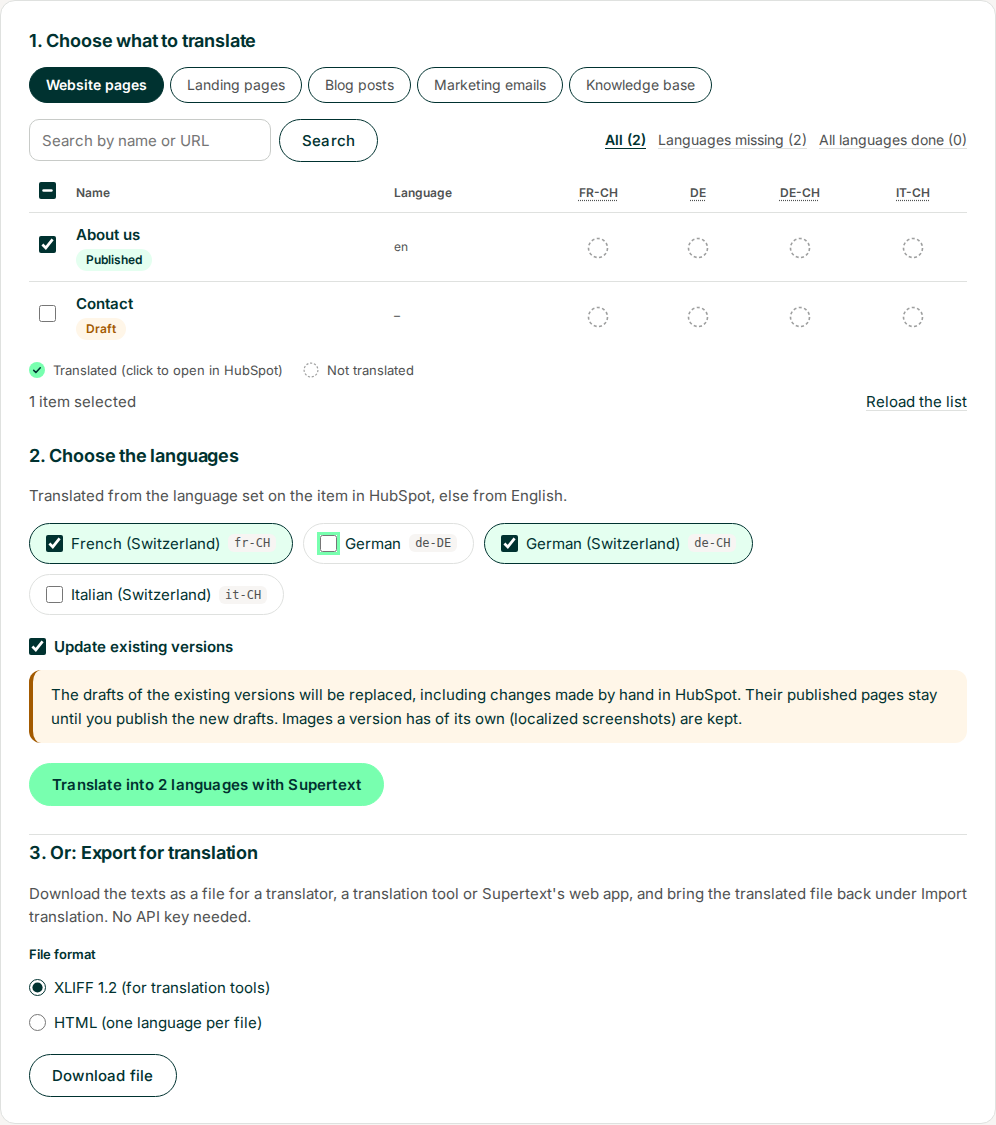 1. Choose what to translate
Website pages
Landing pages
Blog posts
Marketing emails
Knowledge base
Search by name or URL
Search
All (2)
Languages missing (2)
All languages done (0)
Name
Language
FR-CH
DE
DE-CH
IT-CH
About us
Published
en
Contact
Draft
–
Translated (click to open in HubSpot)
Not translated
1 item selected
Reload the list
2. Choose the languages
Translated from the language set on the item in HubSpot, else from English.
French (Switzerland) fr-CH
German de-DE
German (Switzerland) de-CH
Italian (Switzerland) it-CH
Update existing versions
The drafts of the existing versions will be replaced, including changes made by hand in HubSpot. Their published pages stay
until you publish the new drafts. Images a version has of its own (localized screenshots) are kept.
Translate into 2 languages with Supertext
3. Or: Export for translation
Download the texts as a file for a translator, a translation tool or Supertext's web app, and bring the translated file back under Import
translation. No API key needed.
File format
XLIFF 1.2 (for translation tools)
HTML (one language per file)
Download file